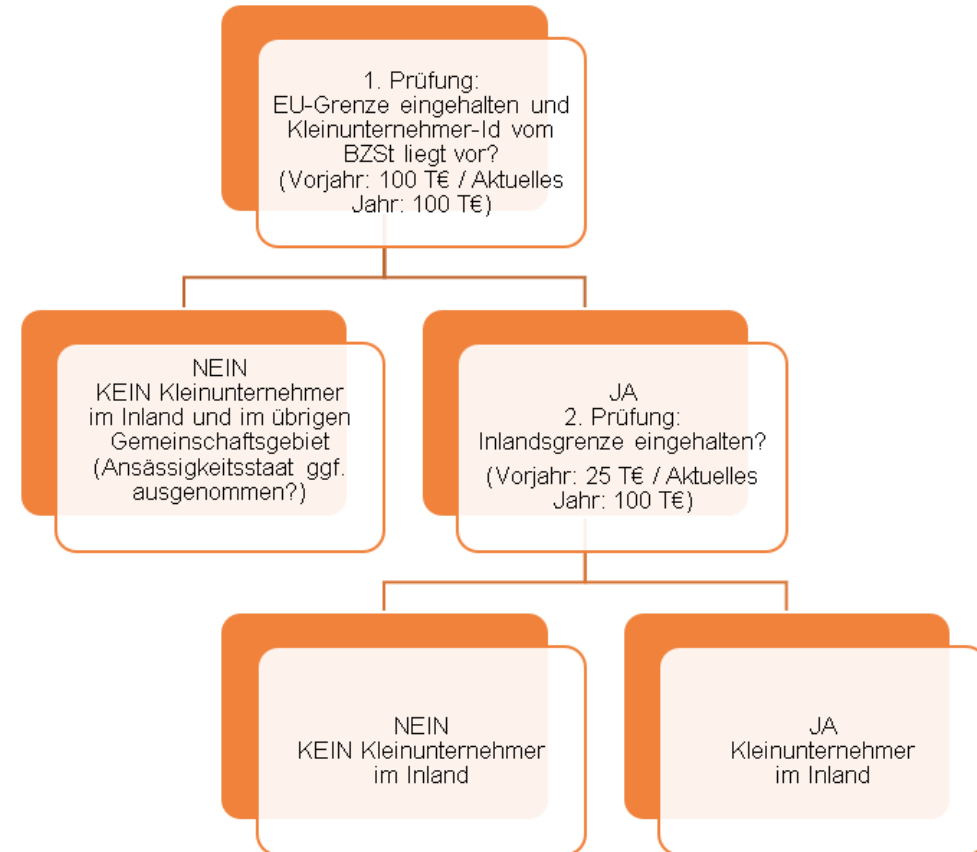 1. Prüfung:
EU-Grenze eingehalten und
Kleinunternehmer-Id vom
BZSt liegt vor?
(Vorjahr: 100 T€ / Aktuelles
Jahr: 100 T€)
NEIN
KEIN Kleinunternehmer
im Inland und im übrigen
Gemeinschaftsgebiet
(Ansässigkeitsstaat ggf.
ausgenommen?)
JA
2. Prüfung:
Inlandsgrenze eingehalten?
(Vorjahr: 25 T€ / Aktuelles
Jahr: 100 T€)
NEIN
KEIN Kleinunternehmer
im Inland
JA
Kleinunternehmer
im Inland